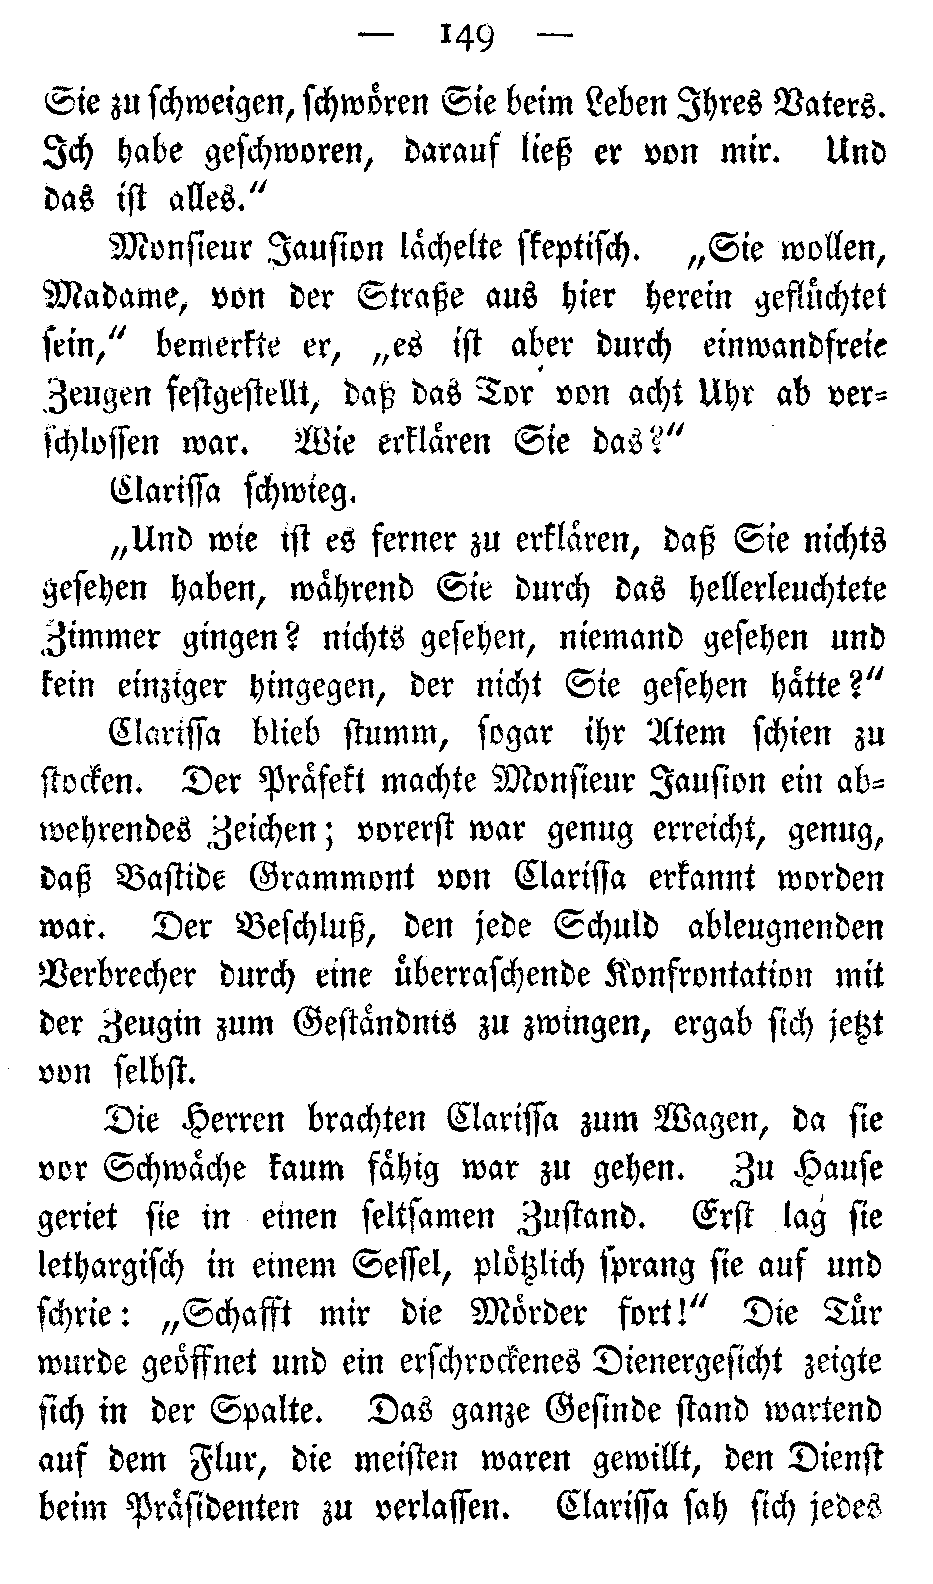 — 149 —
Sie zu schweigen, schwören Sie beim Leben Ihres Vaters.
Ich habe geschworen, darauf ließ er von mir. Und
das ist alles.“
Monsieur Jausion lächelte skeptisch. „Sie wollen,
Madame, von der Straße aus hier herein geflüchtet
sein,“ bemerkte er, „es ist aber durch einwandfreie
Zeugen festgestellt, daß das Tor von acht Uhr ab ver-
schlossen war. Wie erklären Sie das?“
Clarissa schwieg.
„Und wie ist es ferner zu erklären, daß Sie nichts
gesehen haben, während Sie durch das hellerleuchtete
Zimmer gingen? nichts gesehen, niemand gesehen und
kein einziger hingegen, der nicht Sie gesehen hätte?“
Clarissa blieb stumm, sogar ihr Atem schien zu
stocken. Der Präfekt machte Monsieur Jausion ein ab-
wehrendes Zeichen; vorerst war genug erreicht, genug,
daß Bastide Grammont von Clarissa erkannt worden
war. Der Beschluß, den jede Schuld ableugnenden
Verbrecher durch eine überraschende Konfrontation mit
der Zeugin zum Geständnis zu zwingen, ergab sich jetzt
von selbst.
Die Herren brachten Clarissa zum Wagen, da sie
vor Schwäche kaum fähig war zu gehen. Zu Hause
geriet sie in einen seltsamen Zustand. Erst lag sie
lethargisch in einem Sessel, plötzlich sprang sie auf und
schrie: „Schafft mir die Mörder fort!“ Die Tür
wurde geöffnet und ein erschrockenes Dienergesicht zeigte
sich in der Spalte. Das ganze Gesinde stand wartend
auf dem Flur, die meisten waren gewillt, den Dienst
beim Präsidenten zu verlassen. Clarissa sah sich jedes